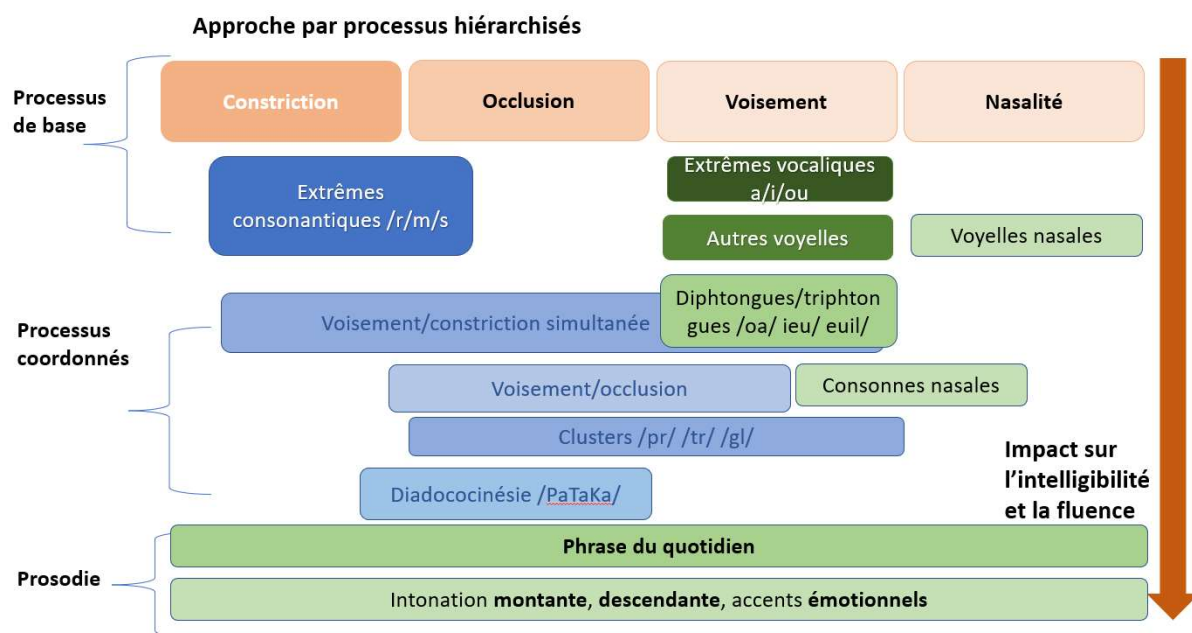 Approche par processus hiérarchisés
Processus
de base
Constriction
Occlusion
Voisement
Nasalité
Extrêmes
consonantiques /r/m/s
Extrêmes vocaliques
a/i/ou
Autres voyelles
Voyelles nasales
Processus
coordonnés
Voisement/constriction simultanée
Diphtongues/triphton
gues /oa/ ieu/ euil/
Voisement/occlusion
Consonnes nasales
Clusters /pr/ /tr/ /gl/
Diadococinésie /PaTaKa/
Impact sur
l’intelligibilité
et la fluence
Prosodie
Phrase du quotidien
Intonation montante, descendante, accents émotionnels